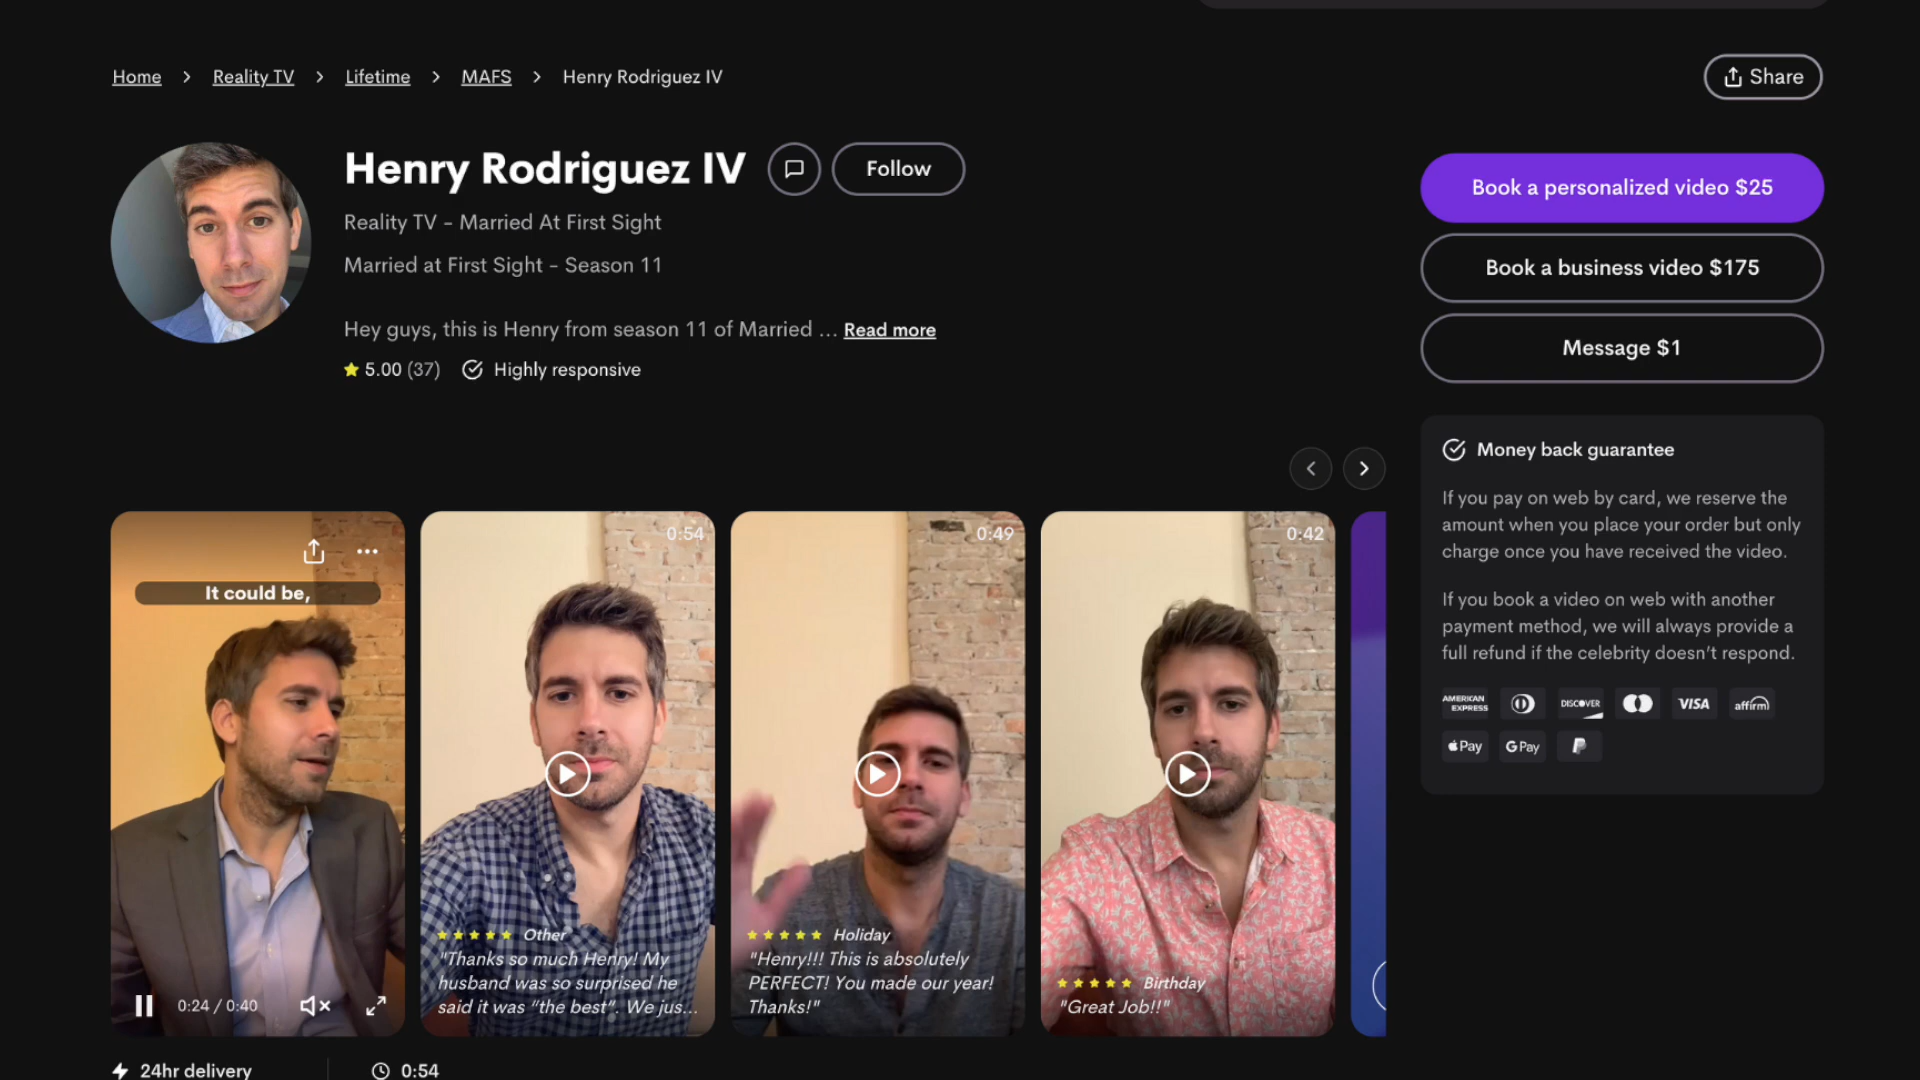 Home > Reality TV > Lifetime > MAFS > Henry Rodriguez IV
Share
Henry Rodriguez IV
Follow
Reality TV - Married At First Sight
Married at First Sight - Season 11
Hey guys, this is Henry from season 11 of Married ... Read more
5.00 (37) Highly responsive
Book a personalized video $25
Book a business video $175
Message $1
Money back guarantee
If you pay on web by card, we reserve the
amount when you place your order but only
charge once you have received the video.
If you book a video on web with another
payment method, we will always provide a
full refund if the celebrity doesn't respond.
AMERICAN
EXPRESS
DISCOVER
VISA
affirm
Pay
G Pay
It could be,
0:24 / 0:40
0:54
Other
"Thanks so much Henry! My
husband was so surprised he
said it was "the best". We jus...
0:49
Holiday
"Henry!!! This is absolutely
PERFECT! You made our year!
Thanks!"
0:42
Birthday
"Great Job!!"
24hr delivery
0:54